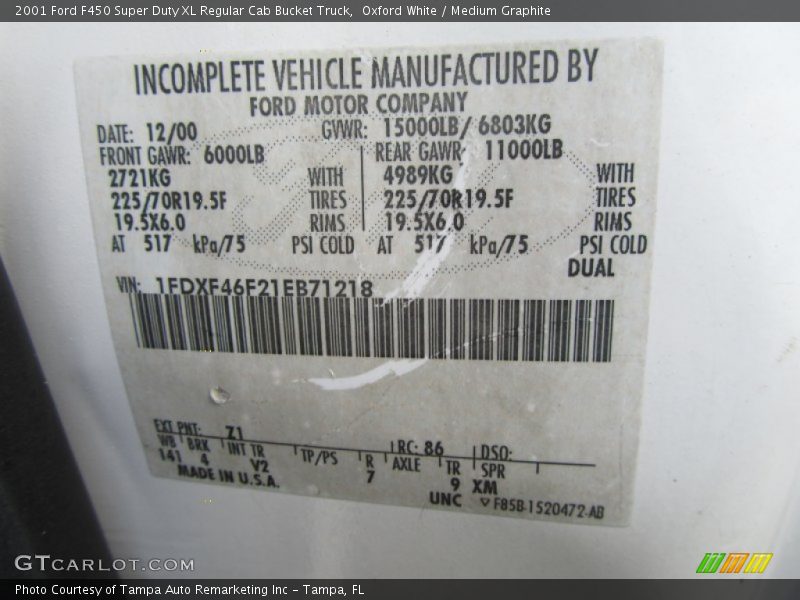 2001 Ford F450 Super Duty XL Regular Cab Bucket Truck, Oxford White / Medium Graphite
INCOMPLETE VEHICLE MANUFACTURED BY
FORD MOTOR COMPANY
DATE: 12/00 GVWR: 15000LB/ 6803KG
FRONT GAWR: 6000LB REAR GAWR: 11000LB
2721KG WITH 4989KG WITH
225/70R19.5F TIRES 225/70R19.5F TIRES
19.5X6.0 RIMS 19.5X6.0 RIMS
AT 517 kPa/75 PSI COLD AT 517 kPa/75 PSI COLD
DUAL
VIN: 1FDXF46F21EB71218
EXT PNT: Z1 RC: 86 DSO:
WB BRK INT TR TP/PS R AXLE TR SPR
141 4 V2 7 9 XM
MADE IN U.S.A. UNC ▽ F85B-1520472-AB
GTCARLOT.COM
Photo Courtesy of Tampa Auto Remarketing Inc – Tampa, FL